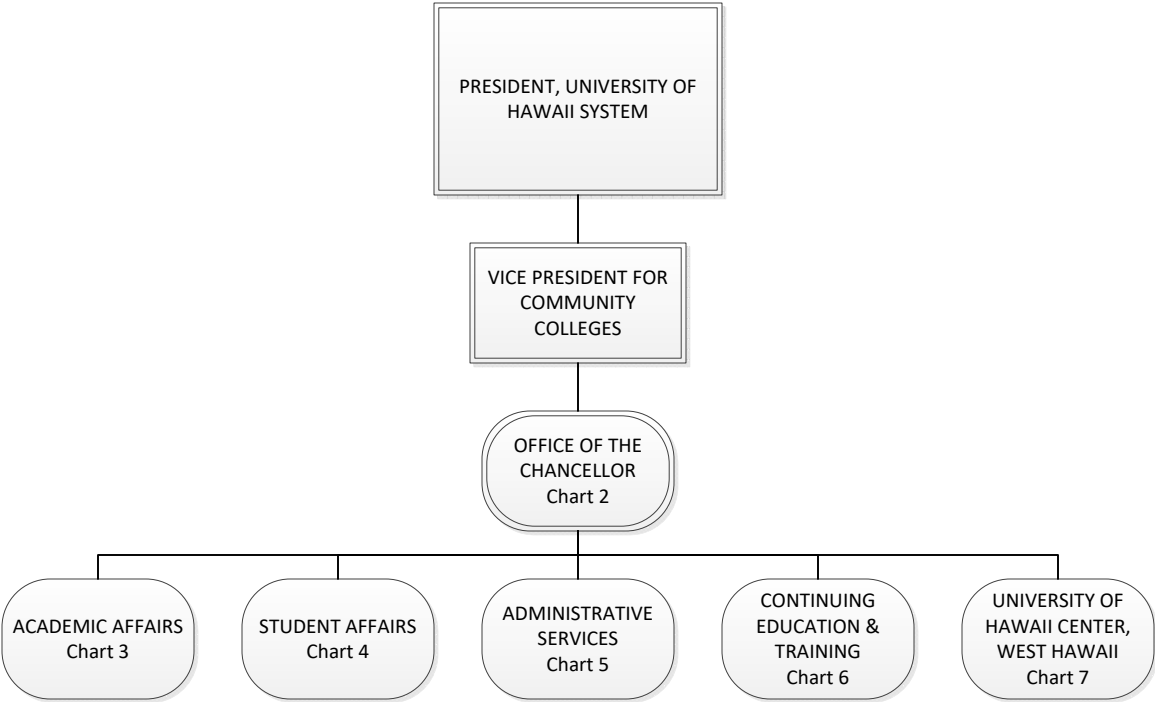 PRESIDENT, UNIVERSITY OF
HAWAII SYSTEM
VICE PRESIDENT FOR
COMMUNITY
COLLEGES
OFFICE OF THE
CHANCELLOR
Chart 2
ACADEMIC AFFAIRS
Chart 3
STUDENT AFFAIRS
Chart 4
ADMINISTRATIVE
SERVICES
Chart 5
CONTINUING
EDUCATION &
TRAINING
Chart 6
UNIVERSITY OF
HAWAII CENTER,
WEST HAWAII
Chart 7